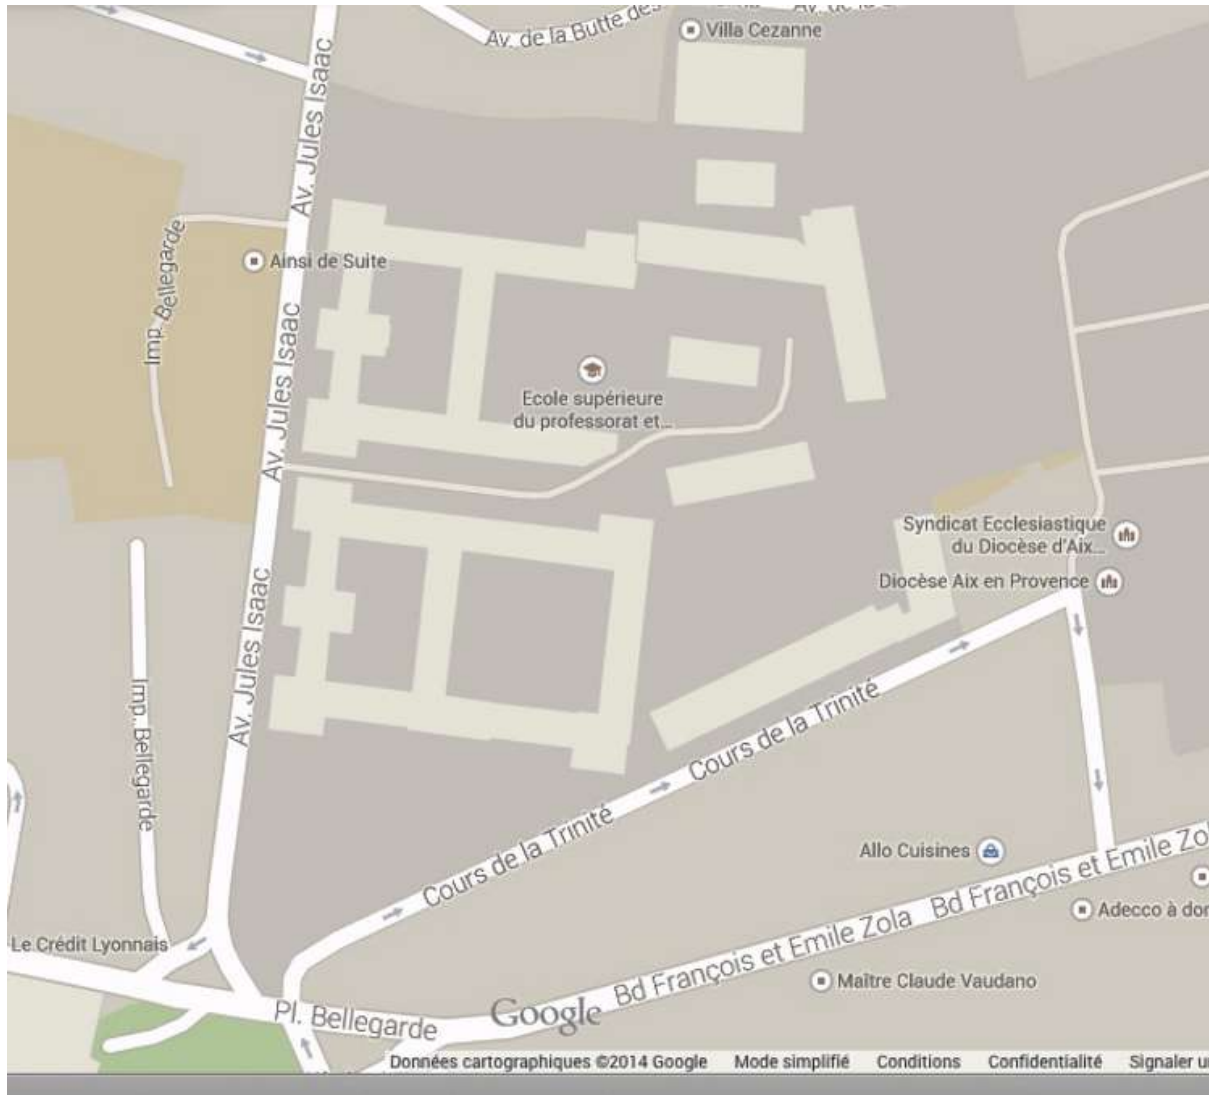 Av. de la Butte des
Villa Cezanne
Av. Jules Isaac
Ainsi de Suite
Imp. Bellegarde
Av. Jules Isaac
Ecole supérieure
du professorat et...
Syndicat Ecclesiastique
du Diocèse d'Aix...
Diocèse Aix en Provence
Av. Jules Isaac
Imp. Bellegarde
Cours de la Trinité
Cours de la Trinité
Allo Cuisines
Bd François et Emile Zo
Adecco à dor
Le Crédit Lyonnais
Bd François et Emile Zola
Maître Claude Vaudano
Pl. Bellegarde
Google
Données cartographiques ©2014 Google Mode simplifié Conditions Confidentialité Signaler u